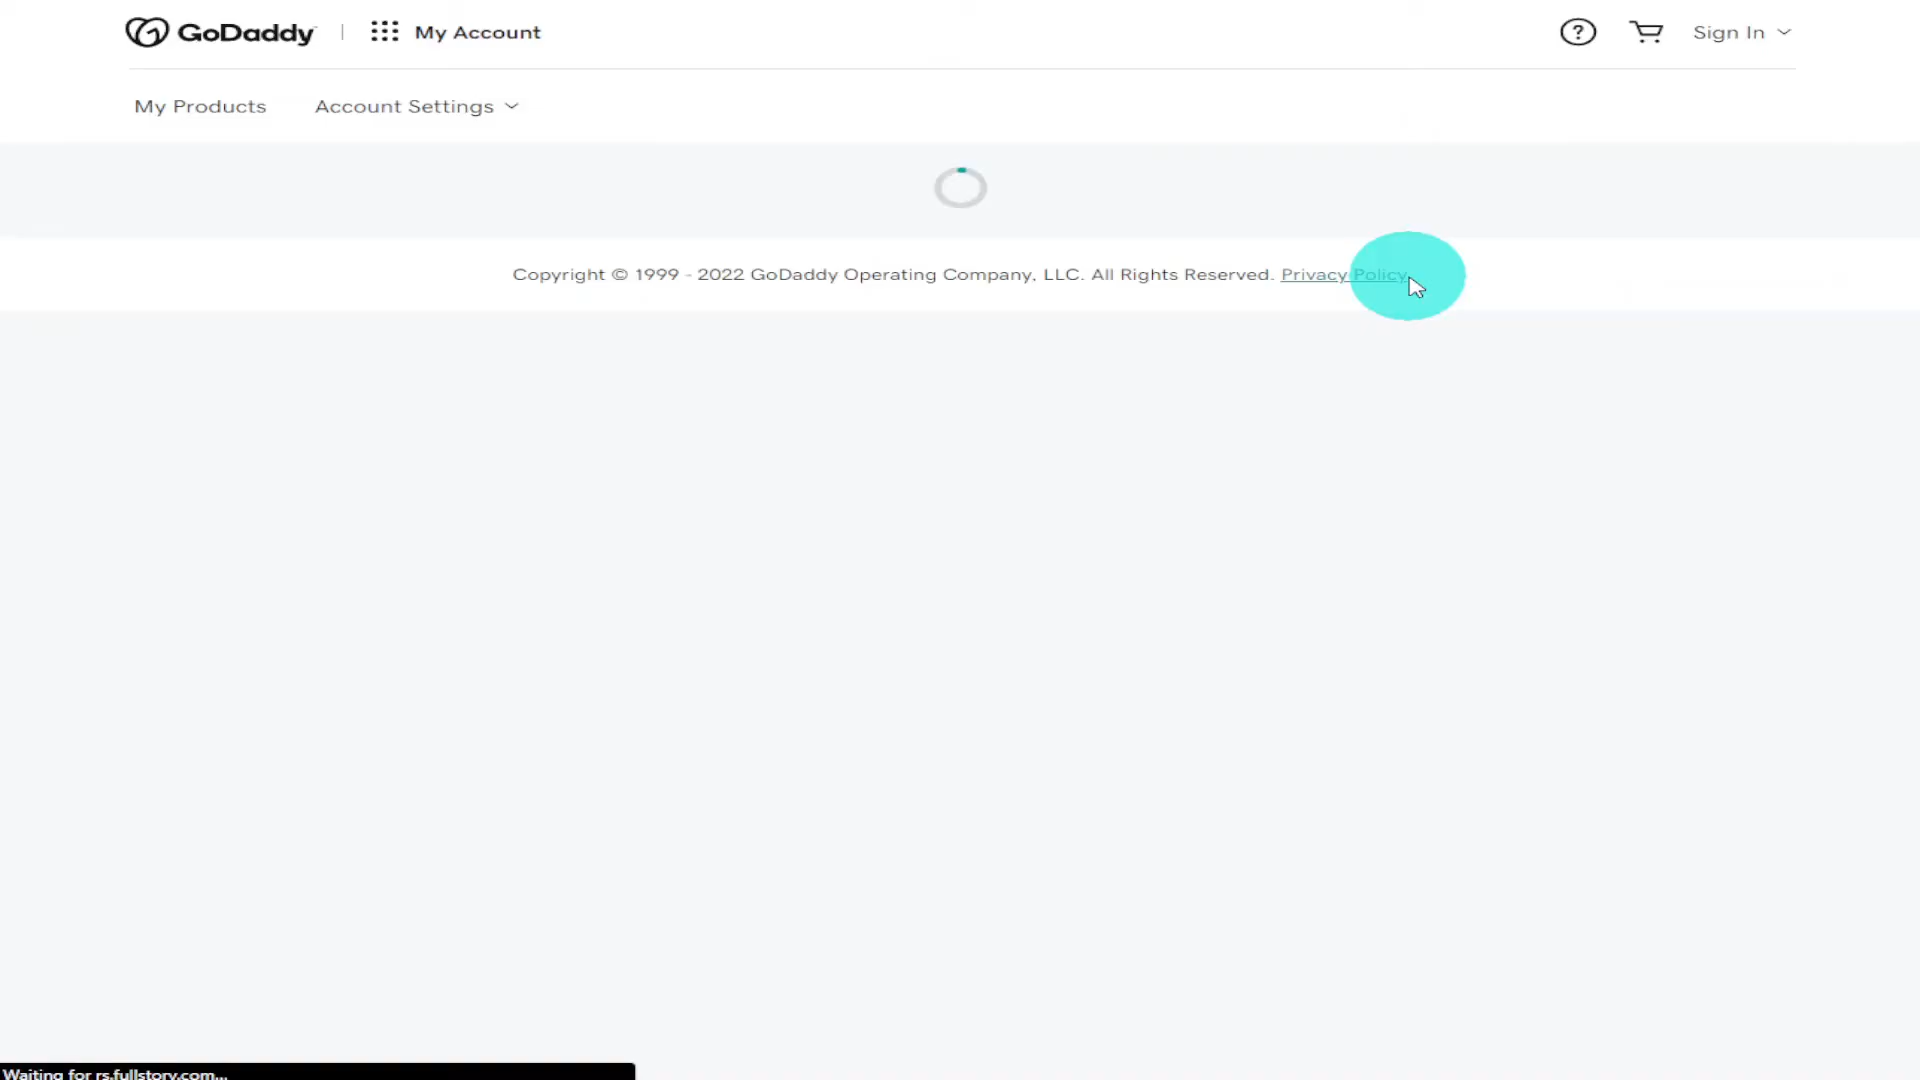 GoDaddy
My Account
Sign In
My Products
Account Settings
Copyright © 1999 - 2022 GoDaddy Operating Company, LLC. All Rights Reserved. Privacy Policy
Waiting for rs.fullstory.com...